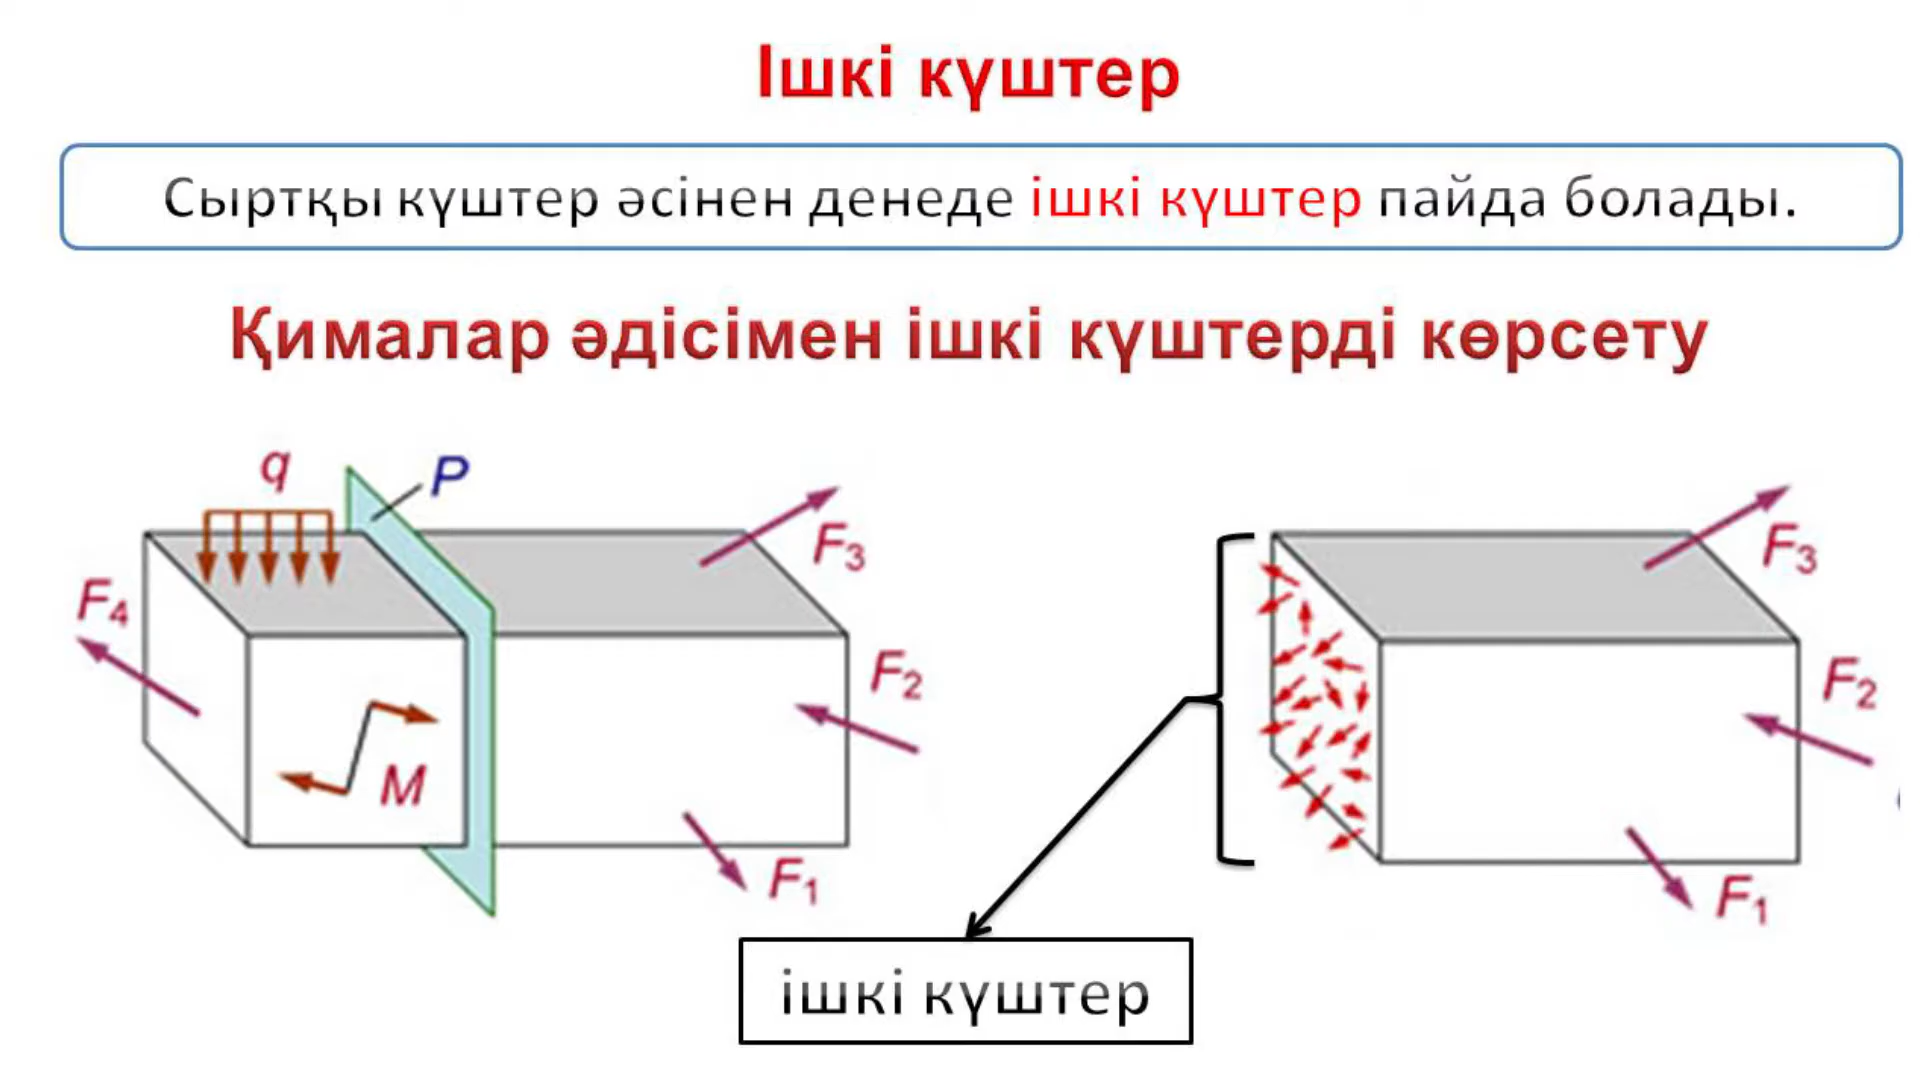 Ішкі күштер
Сыртқы күштер әсінен денеде ішкі күштер пайда болады.
Қималар әдісімен ішкі күштерді көрсету
q
P
F3
F4
F2
M
F1
F3
F2
F1
ішкі күштер